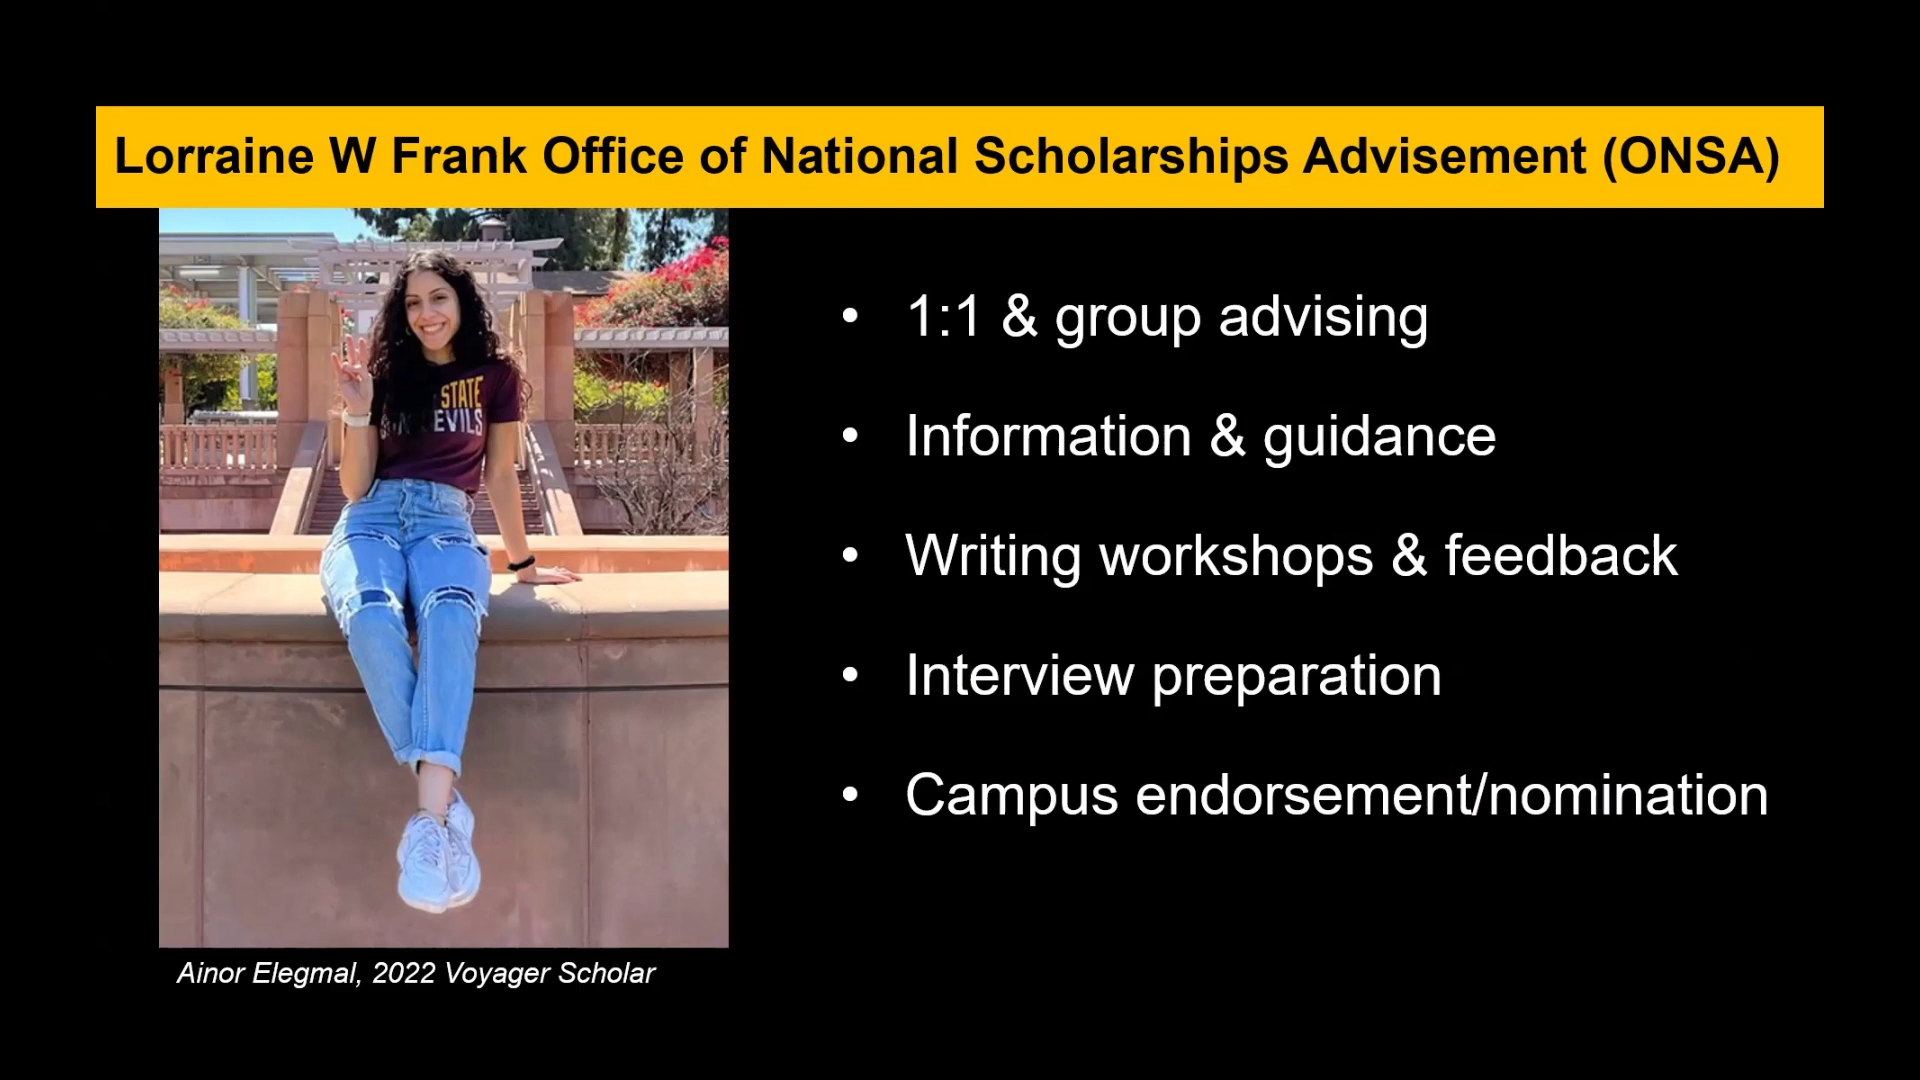 Lorraine W Frank Office of National Scholarships Advisement (ONSA)
STATE
EVILS
• 1:1 & group advising
• Information & guidance
• Writing workshops & feedback
• Interview preparation
• Campus endorsement/nomination
Ainor Elegmal, 2022 Voyager Scholar